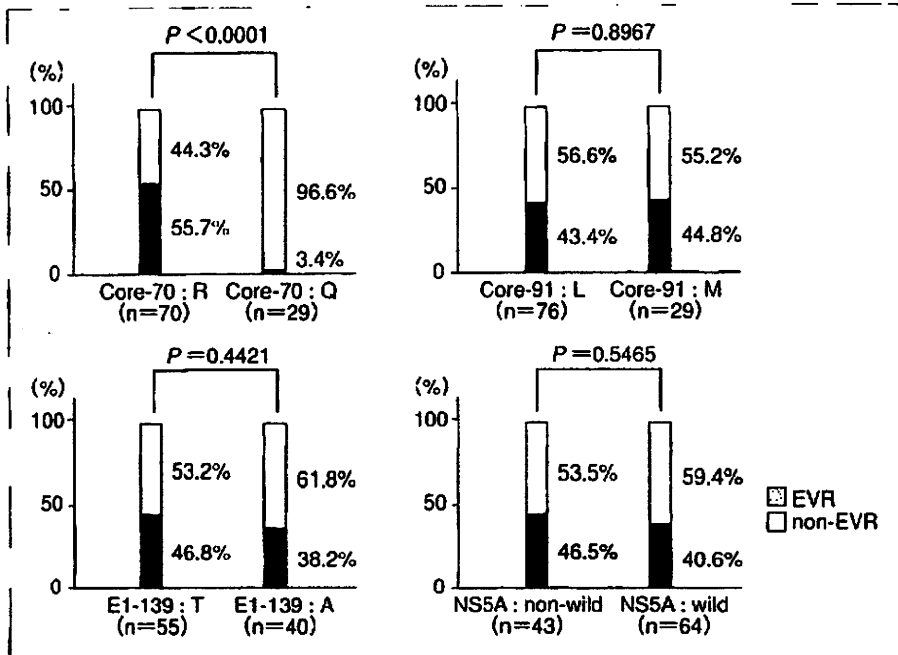 P<0.0001
(%)
100
50
0
44.3%
55.7%
96.6%
3.4%
Core-70 : R Core-70 : Q
(n=70) (n=29)
P=0.8967
(%)
100
50
0
56.6%
43.4%
55.2%
44.8%
Core-91 : L Core-91 : M
(n=76) (n=29)
P=0.4421
(%)
100
50
0
53.2%
46.8%
61.8%
38.2%
E1-139 : T E1-139 : A
(n=55) (n=40)
P=0.5465
(%)
100
50
0
53.5%
46.5%
59.4%
40.6%
NS5A : non-wild NS5A : wild
(n=43) (n=64)
EVR
non-EVR